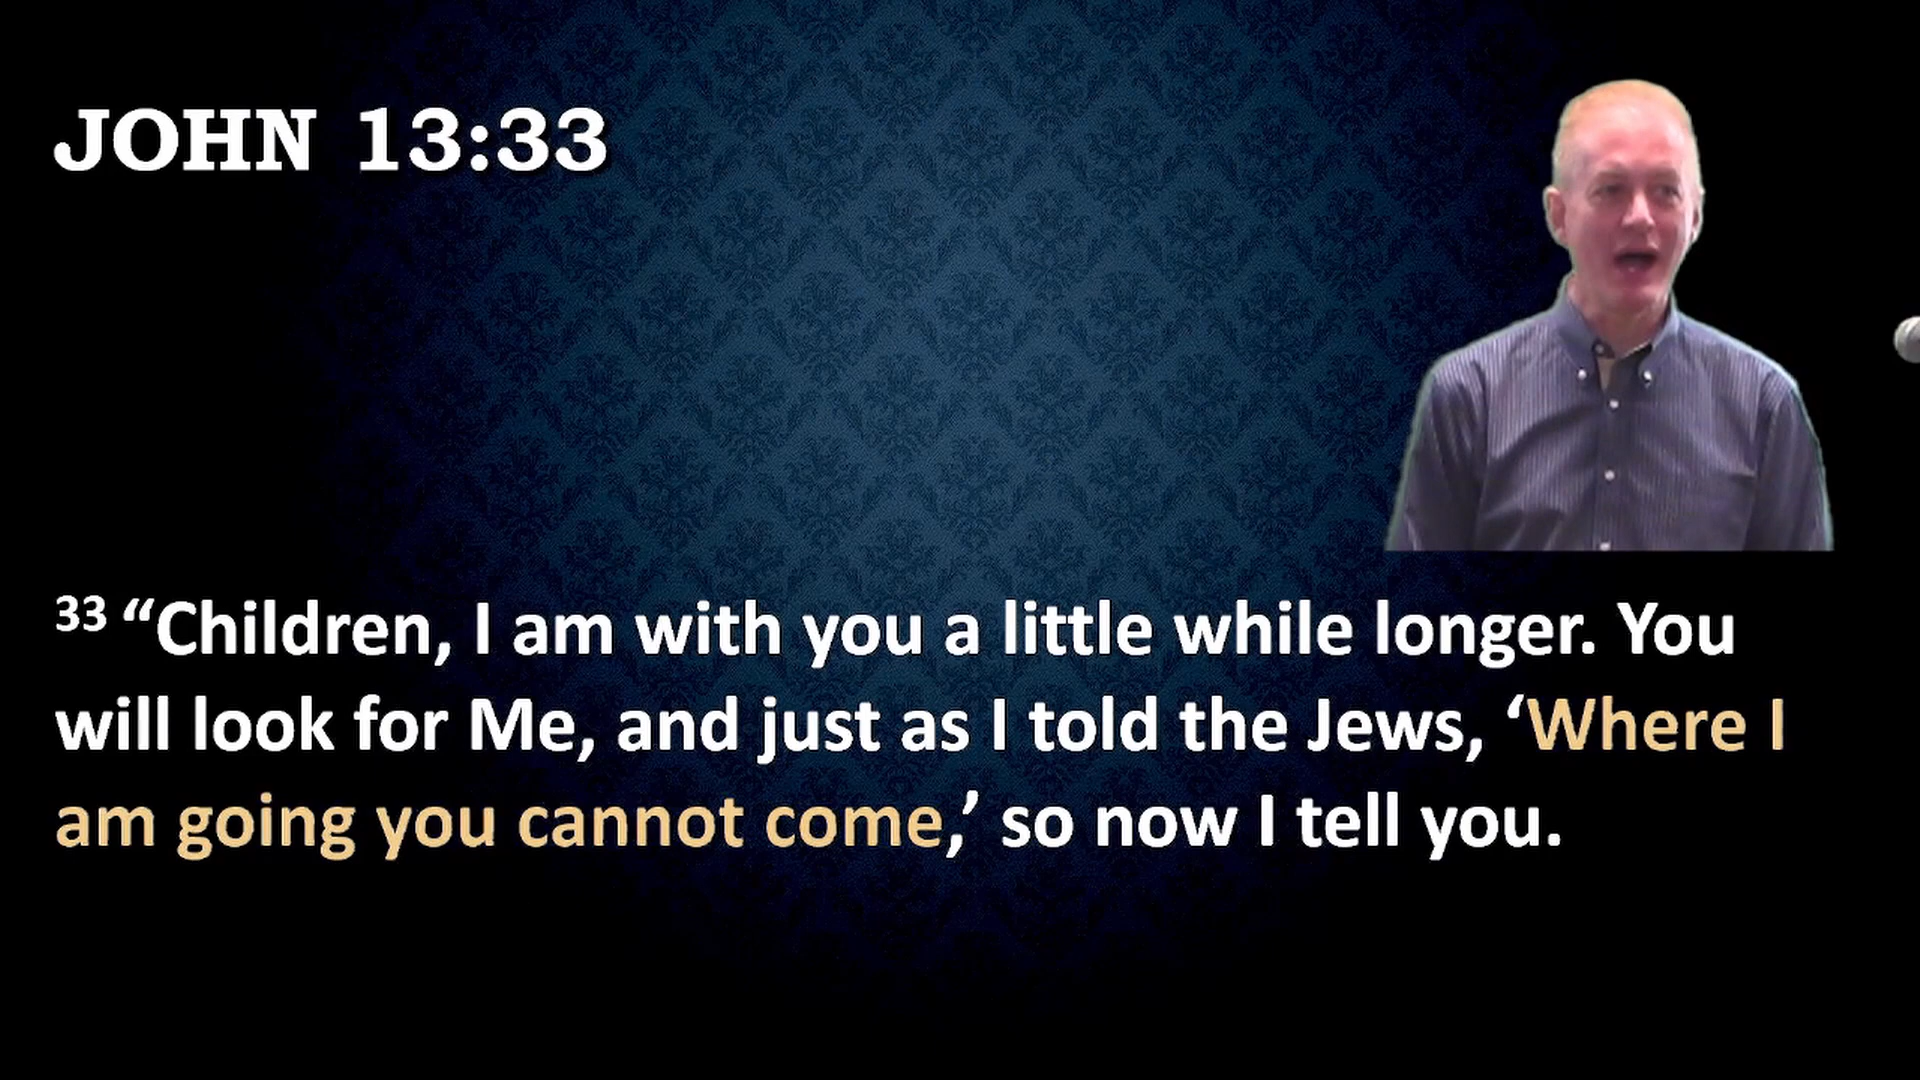 JOHN 13:33
33 “Children, I am with you a little while longer. You
will look for Me, and just as I told the Jews, ‘Where I
am going you cannot come,’ so now I tell you.